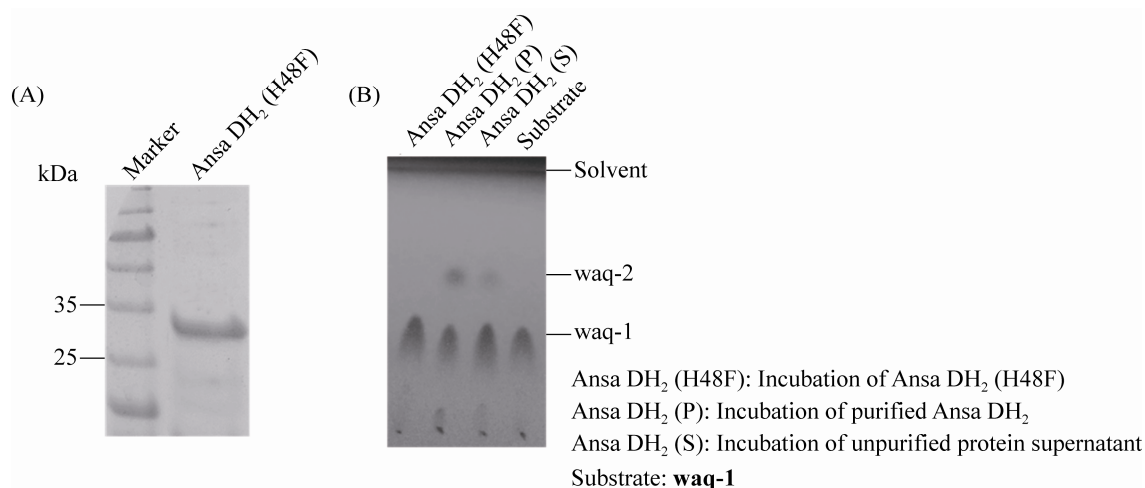 (A)
Marker
Ansa DH₂ (H48F)
kDa
35
25
(B)
Ansa DH₂ (H48F)
Ansa DH₂ (P)
Ansa DH₂ (S)
Substrate
Solvent
waq-2
waq-1
Ansa DH₂ (H48F): Incubation of Ansa DH₂ (H48F)
Ansa DH₂ (P): Incubation of purified Ansa DH₂
Ansa DH₂ (S): Incubation of unpurified protein supernatant
Substrate: waq-1